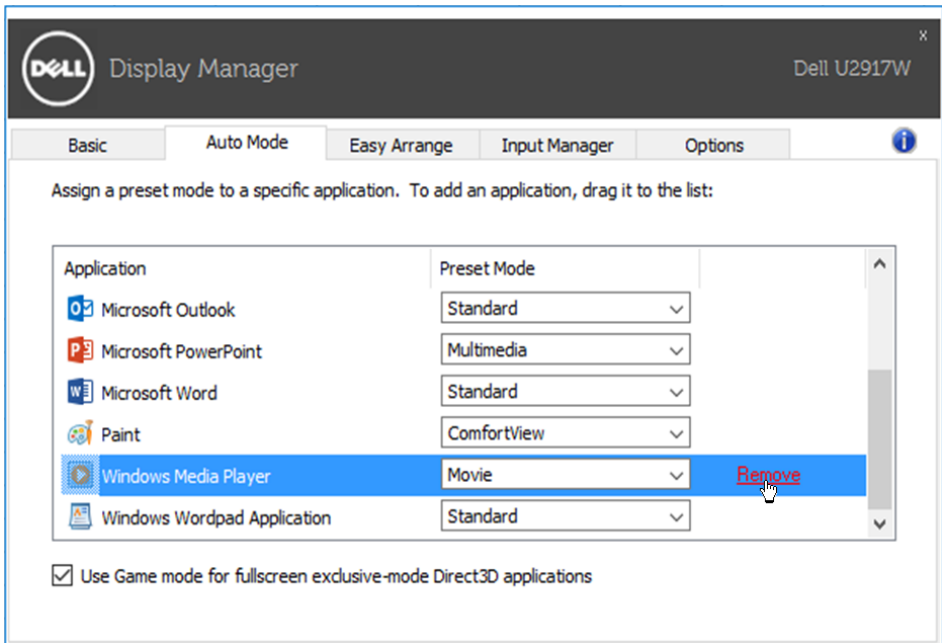 x
DELL Display Manager Dell U2917W
Basic Auto Mode Easy Arrange Input Manager Options i
Assign a preset mode to a specific application. To add an application, drag it to the list:
Application Preset Mode
Microsoft Outlook Standard
Microsoft PowerPoint Multimedia
Microsoft Word Standard
Paint ComfortView
Windows Media Player Movie Remove
Windows Wordpad Application Standard
Use Game mode for fullscreen exclusive-mode Direct3D applications